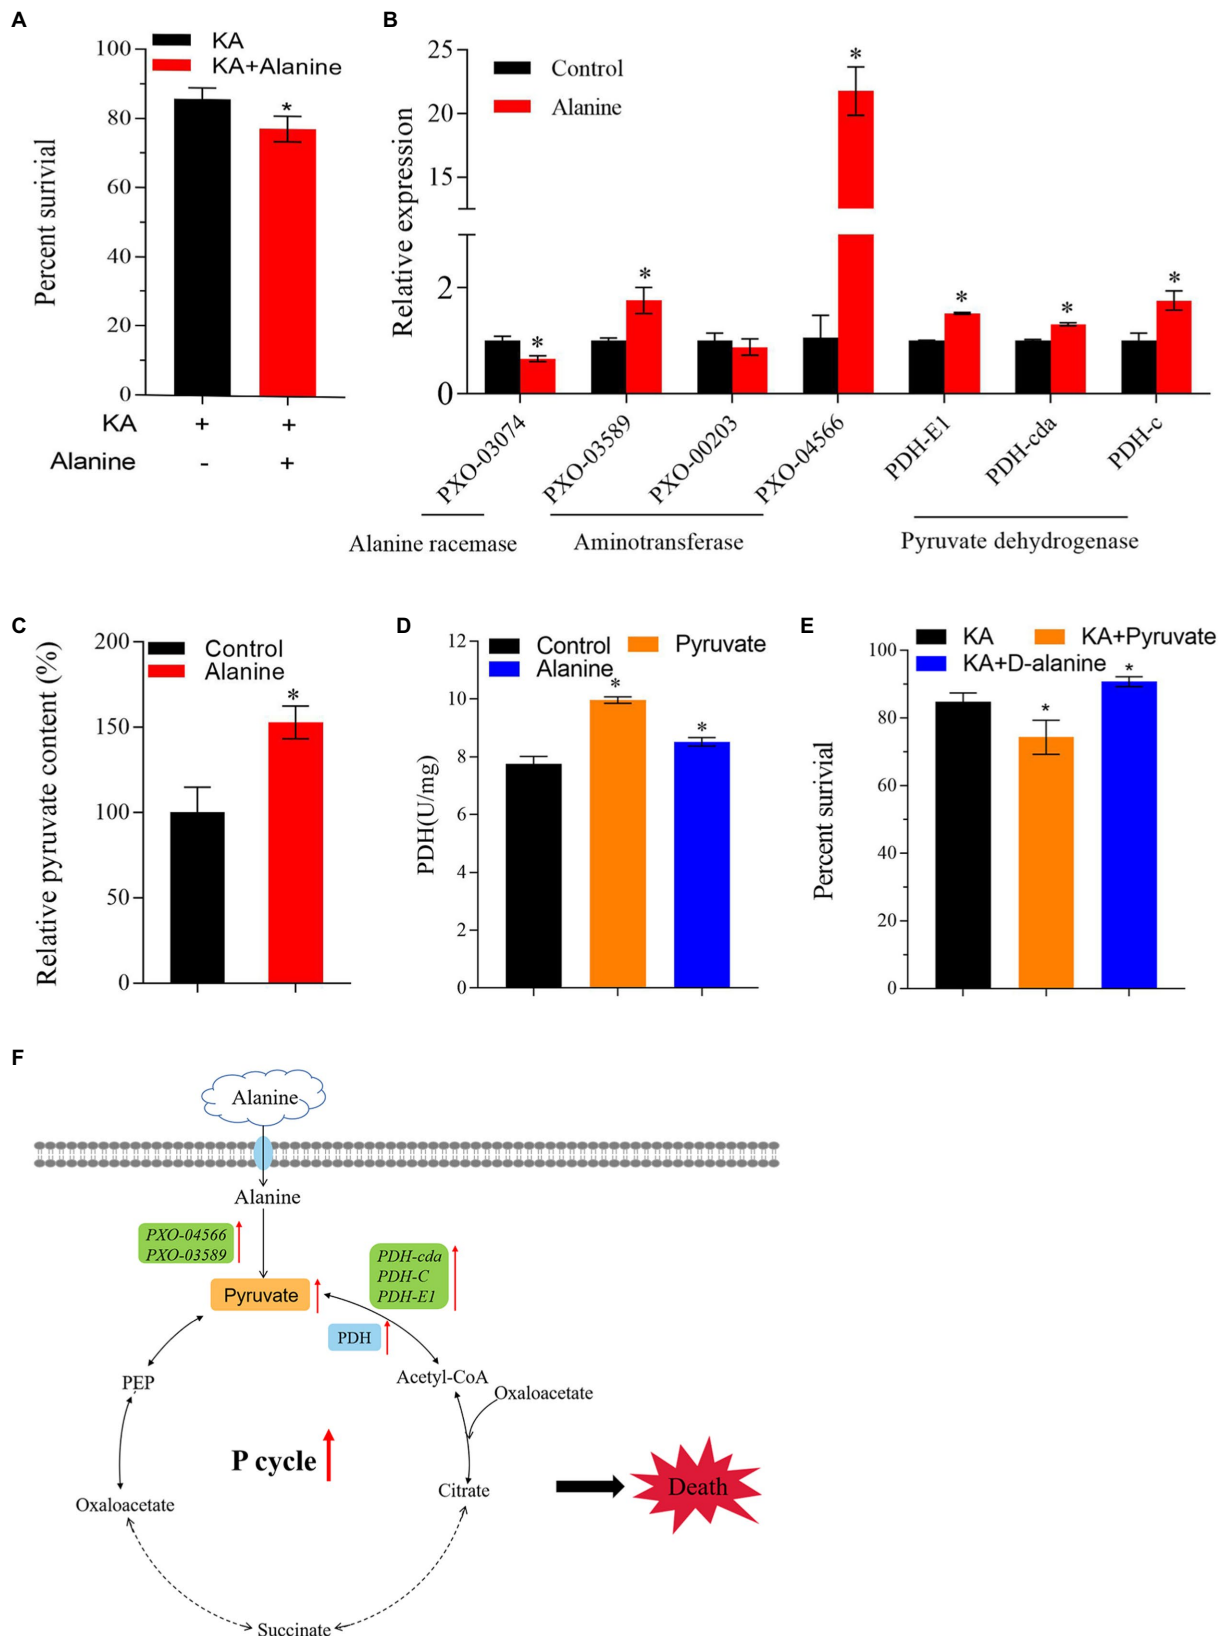 A
KA
KA+Alanine
Percent surivial
100
80
60
40
20
0
*
KA + +
Alanine - +
B
Control
Alanine
Relative expression
25
20
15
2
0
*
*
*
*
*
*
PXO-03074
PXO-03589
PXO-00203
PXO-04566
PDH-E1
PDH-cda
PDH-c
Alanine racemase
Aminotransferase
Pyruvate dehydrogenase
C
Control
Alanine
Relative pyruvate content (%)
200
150
100
50
0
*
D
Control
Pyruvate
Alanine
PDH(U/mg)
12
10
8
6
4
2
0
*
*
E
KA
KA+Pyruvate
KA+D-alanine
Percent surivial
100
80
60
40
20
0
*
*
F
Alanine
Alanine
PXO-04566
PXO-03589
PDH-cda
PDH-C
PDH-E1
Pyruvate
PDH
PEP
Acetyl-CoA
Oxaloacetate
P cycle
Citrate
Death
Oxaloacetate
Succinate